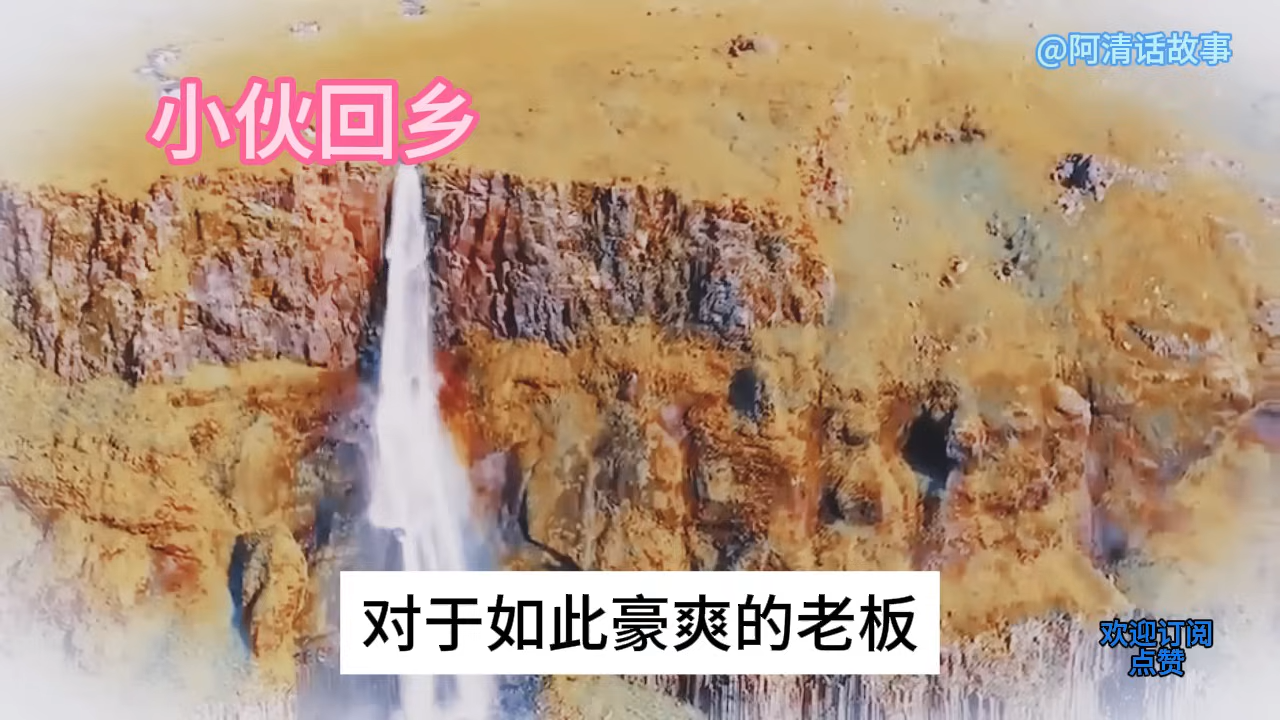 @阿清话故事
小伙回乡
对于如此豪爽的老板
欢迎订阅
点赞